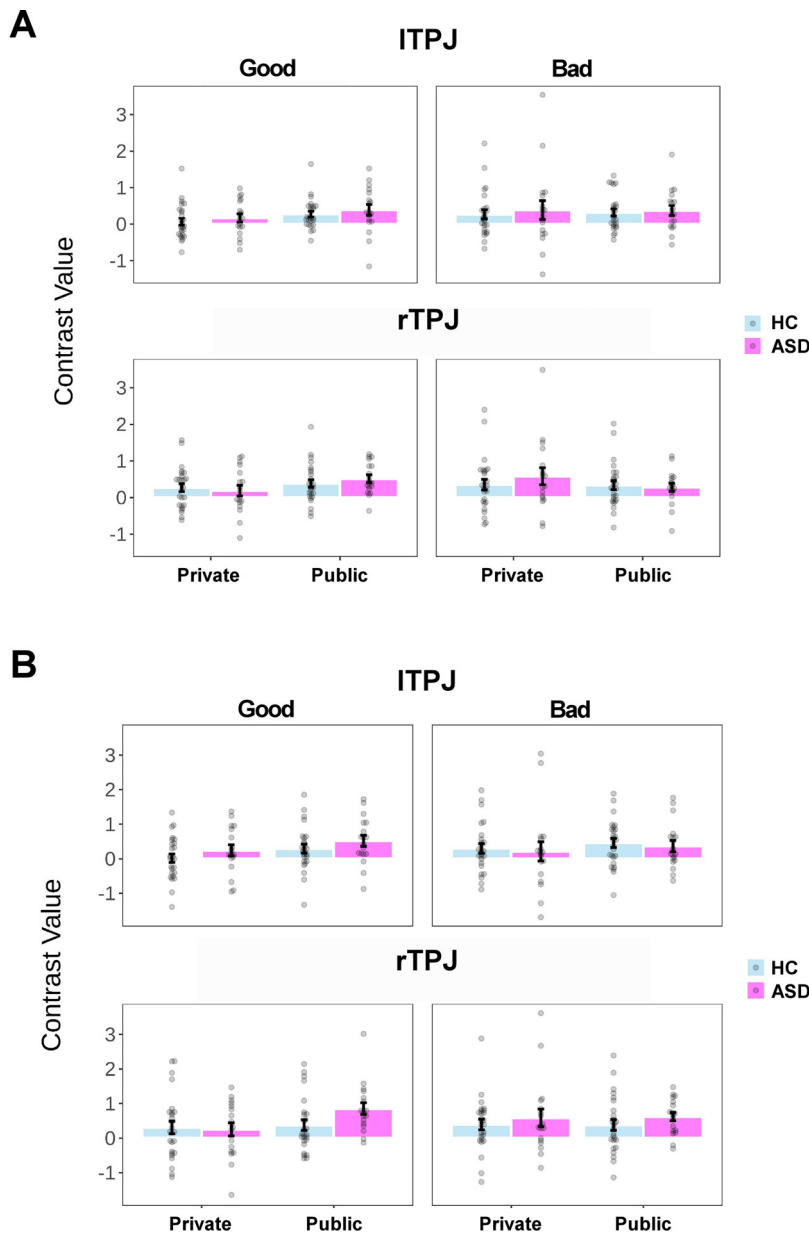 A
lTPJ
Good Bad
3
2
1
0
-1
Contrast Value
rTPJ
3
2
1
0
-1
HC
ASD
Private Public Private Public
B
lTPJ
Good Bad
3
2
1
0
-1
Contrast Value
rTPJ
3
2
1
0
-1
HC
ASD
Private Public Private Public